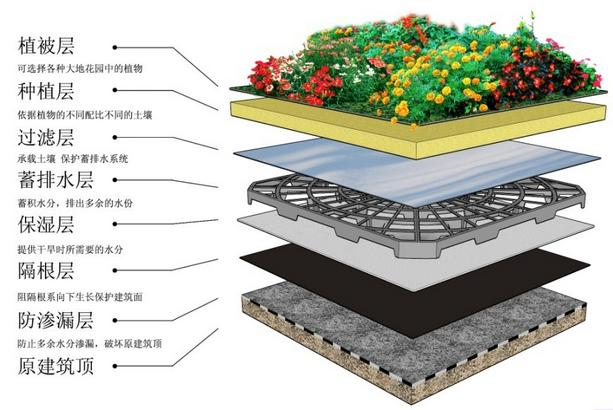 植被层
可选择各种大地花园中的植物
种植层
依据植物的不同配比不同的土壤
过滤层
承载土壤 保护蓄排水系统
蓄排水层
蓄积水分，排出多余的水份
保湿层
提供干旱时所需要的水分
隔根层
阻隔根系向下生长保护建筑面
防渗漏层
防止多余水分渗漏，破坏原建筑顶
原建筑顶